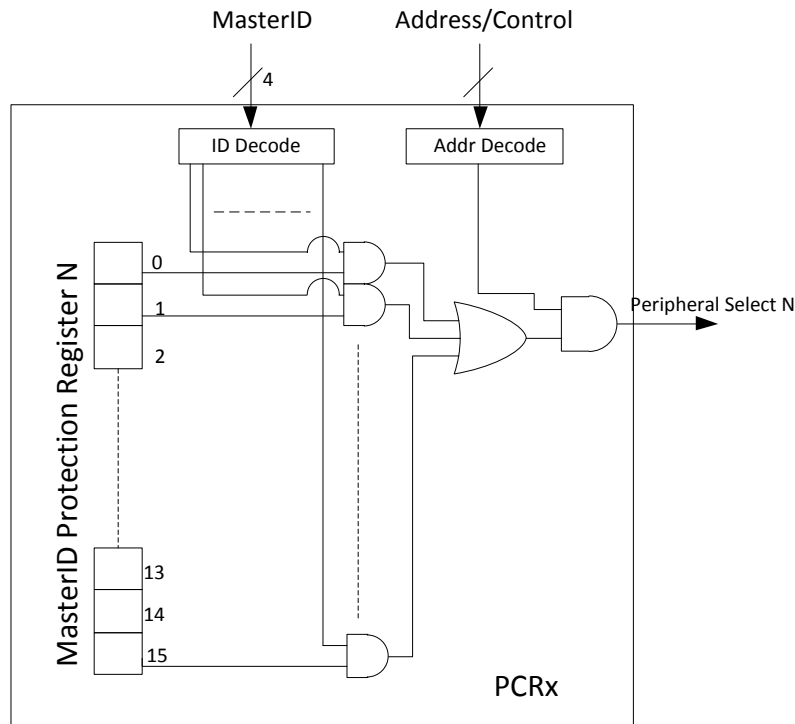 MasterID
Address/Control
4
ID Decode
Addr Decode
MasterID Protection Register N
0
1
2
13
14
15
Peripheral Select N
PCRx